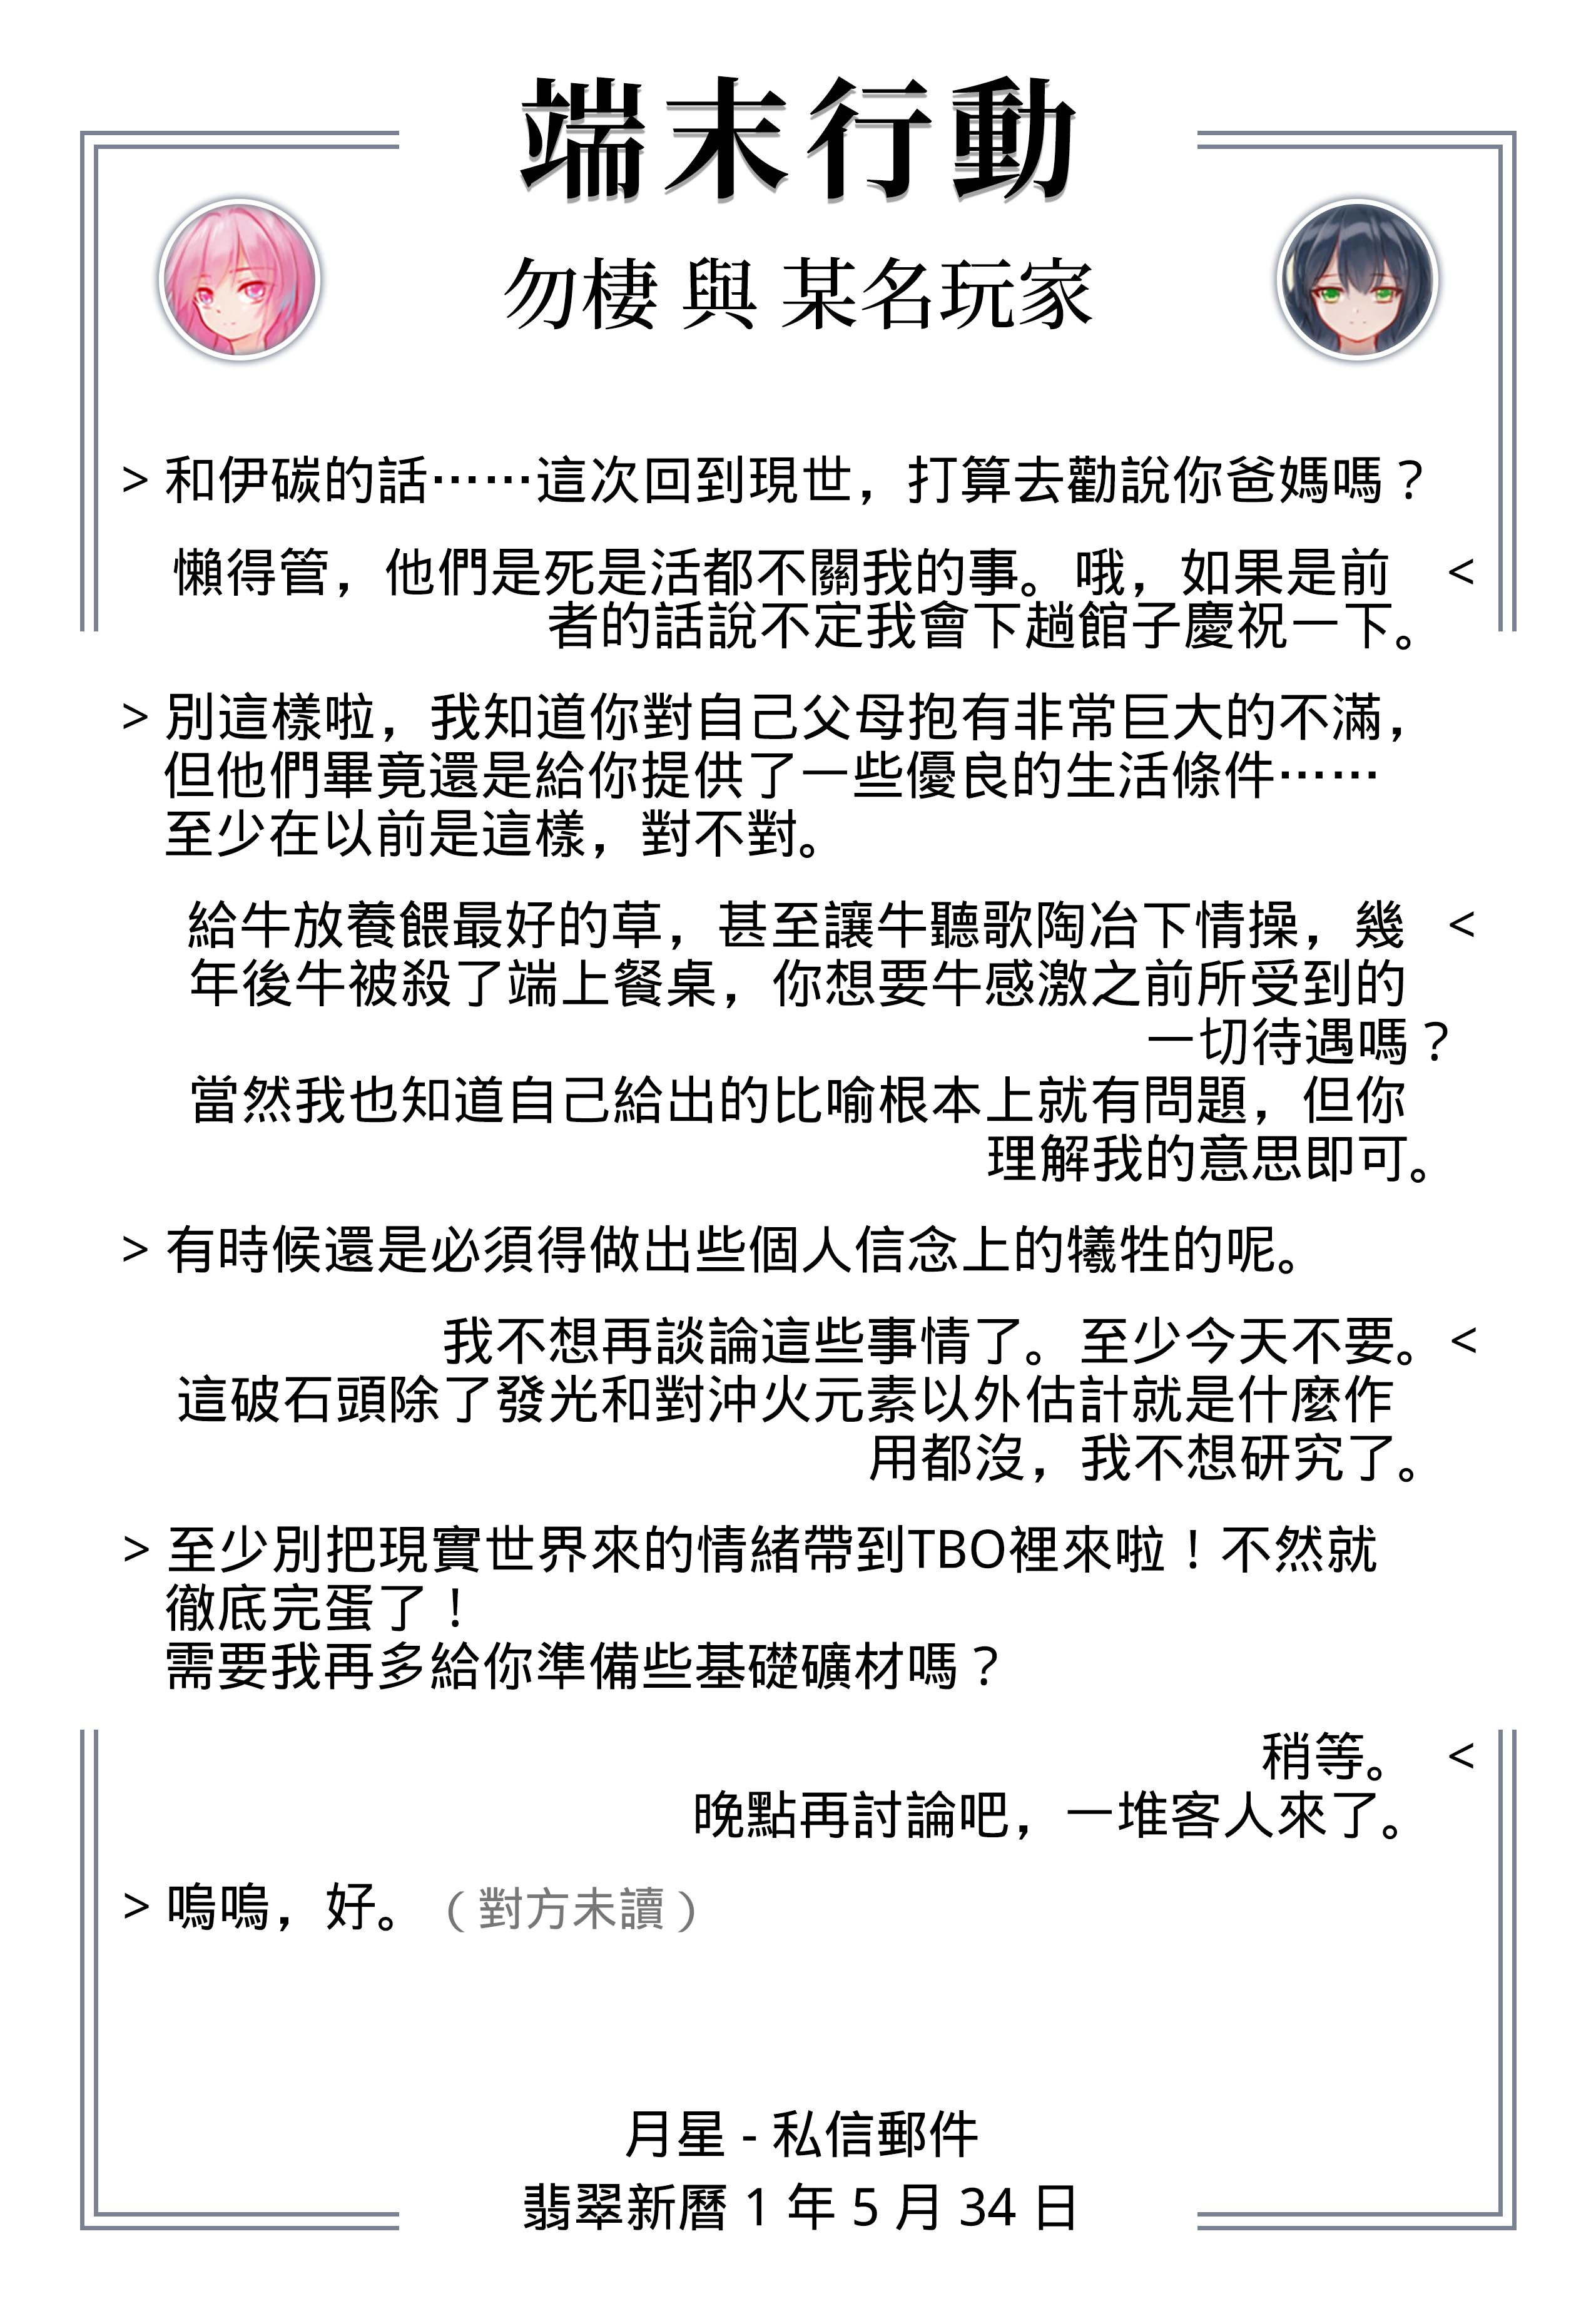 端末行動
勿棲 與 某名玩家
> 和伊碳的話……這次回到現世，打算去勸說你爸媽嗎？
懶得管，他們是死是活都不關我的事。哦，如果是前 <
者的話說不定我會下趟館子慶祝一下。
> 別這樣啦，我知道你對自己父母抱有非常巨大的不滿，
但他們畢竟還是給你提供了一些優良的生活條件……
至少在以前是這樣，對不對。
給牛放養餵最好的草，甚至讓牛聽歌陶冶下情操，幾 <
年後牛被殺了端上餐桌，你想要牛感激之前所受到的
一切待遇嗎？
當然我也知道自己給出的比喻根本上就有問題，但你
理解我的意思即可。
> 有時候還是必須得做出些個人信念上的犧牲的呢。
我不想再談論這些事情了。至少今天不要。 <
這破石頭除了發光和對沖火元素以外估計就是什麼作
用都沒，我不想研究了。
> 至少別把現實世界來的情緒帶到TBO裡來啦！不然就
徹底完蛋了！
需要我再多給你準備些基礎礦材嗎？
稍等。 <
晚點再討論吧，一堆客人來了。
> 嗚嗚，好。（對方未讀）
月星 - 私信郵件
翡翠新曆 1 年 5 月 34 日